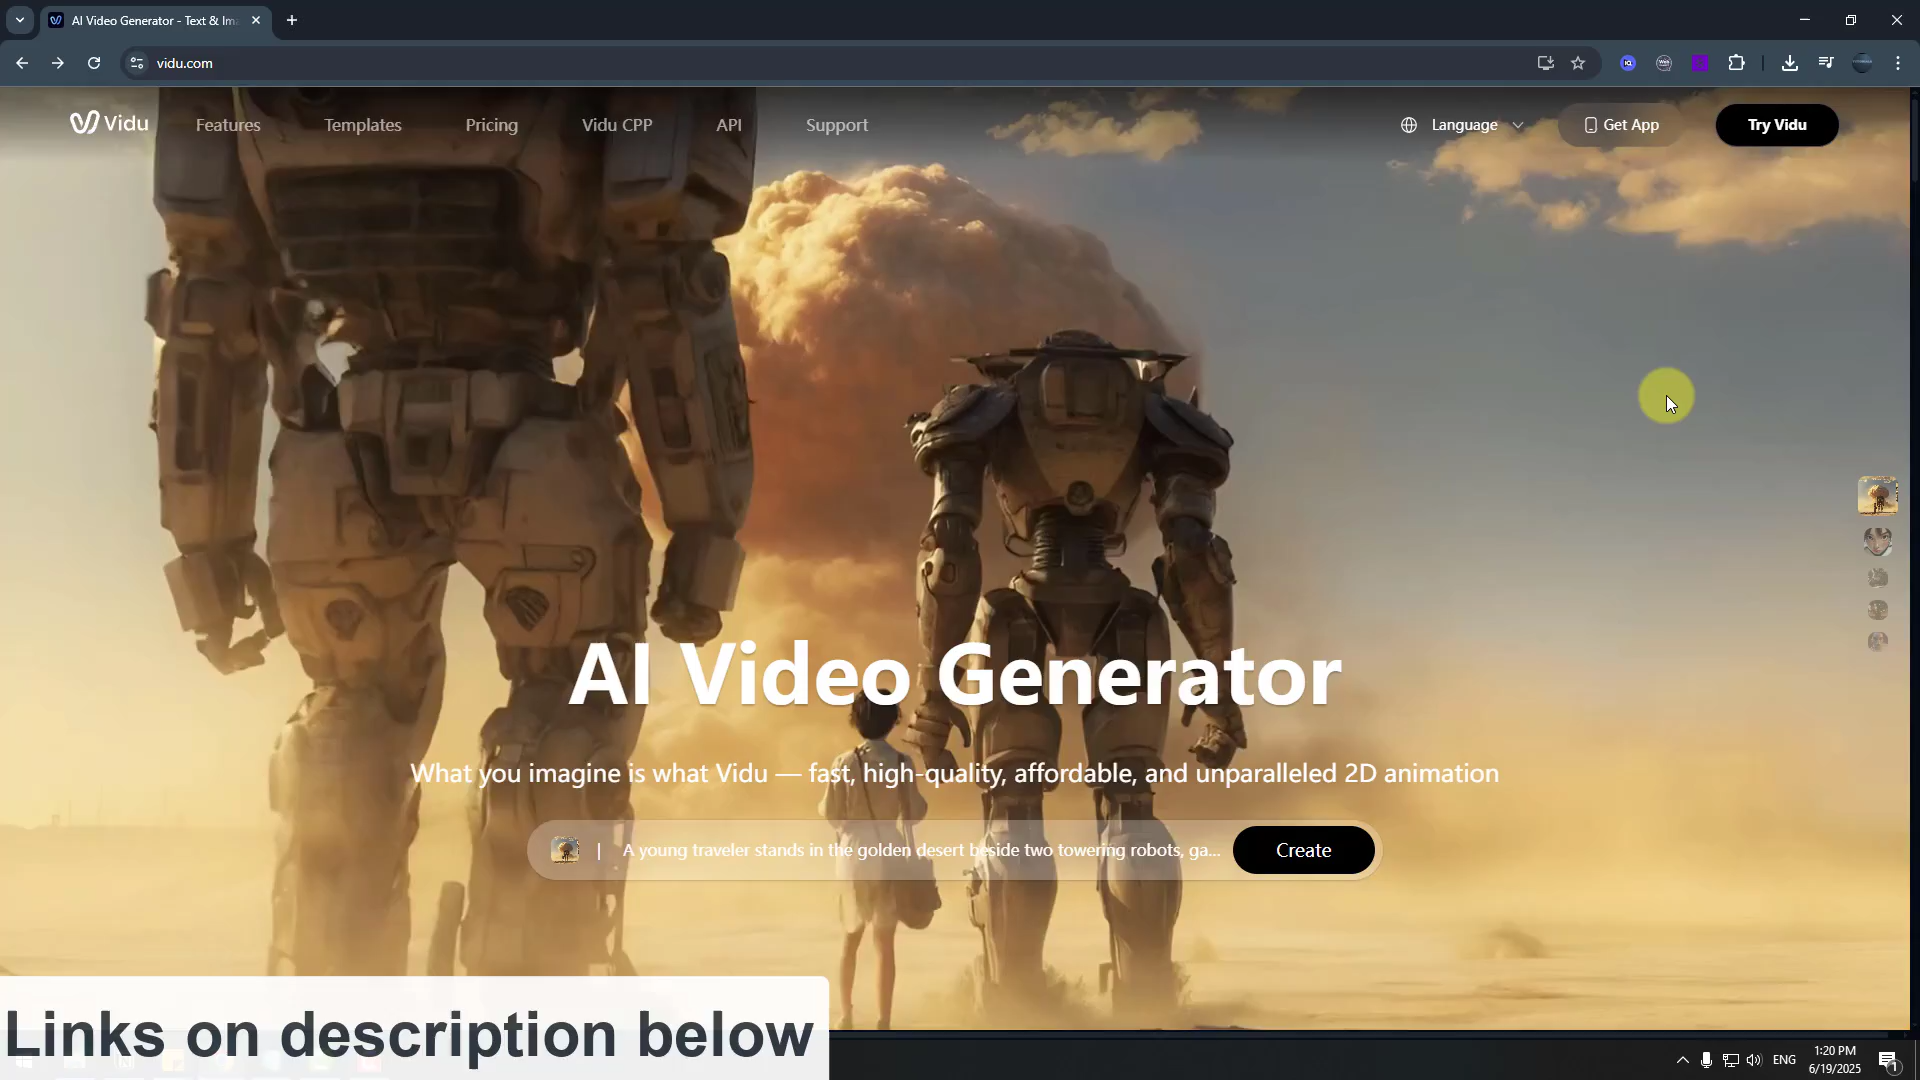 AI Video Generator - Text & Ima
vidu.com
Vidu
Features
Templates
Pricing
Vidu CPP
API
Support
Language
Get App
Try Vidu
AI Video Generator
What you imagine is what Vidu — fast, high-quality, affordable, and unparalleled 2D animation
| A young traveler stands in the golden desert beside two towering robots, ga...
Create
Links on description below
ENG
1:20 PM
6/19/2025
1